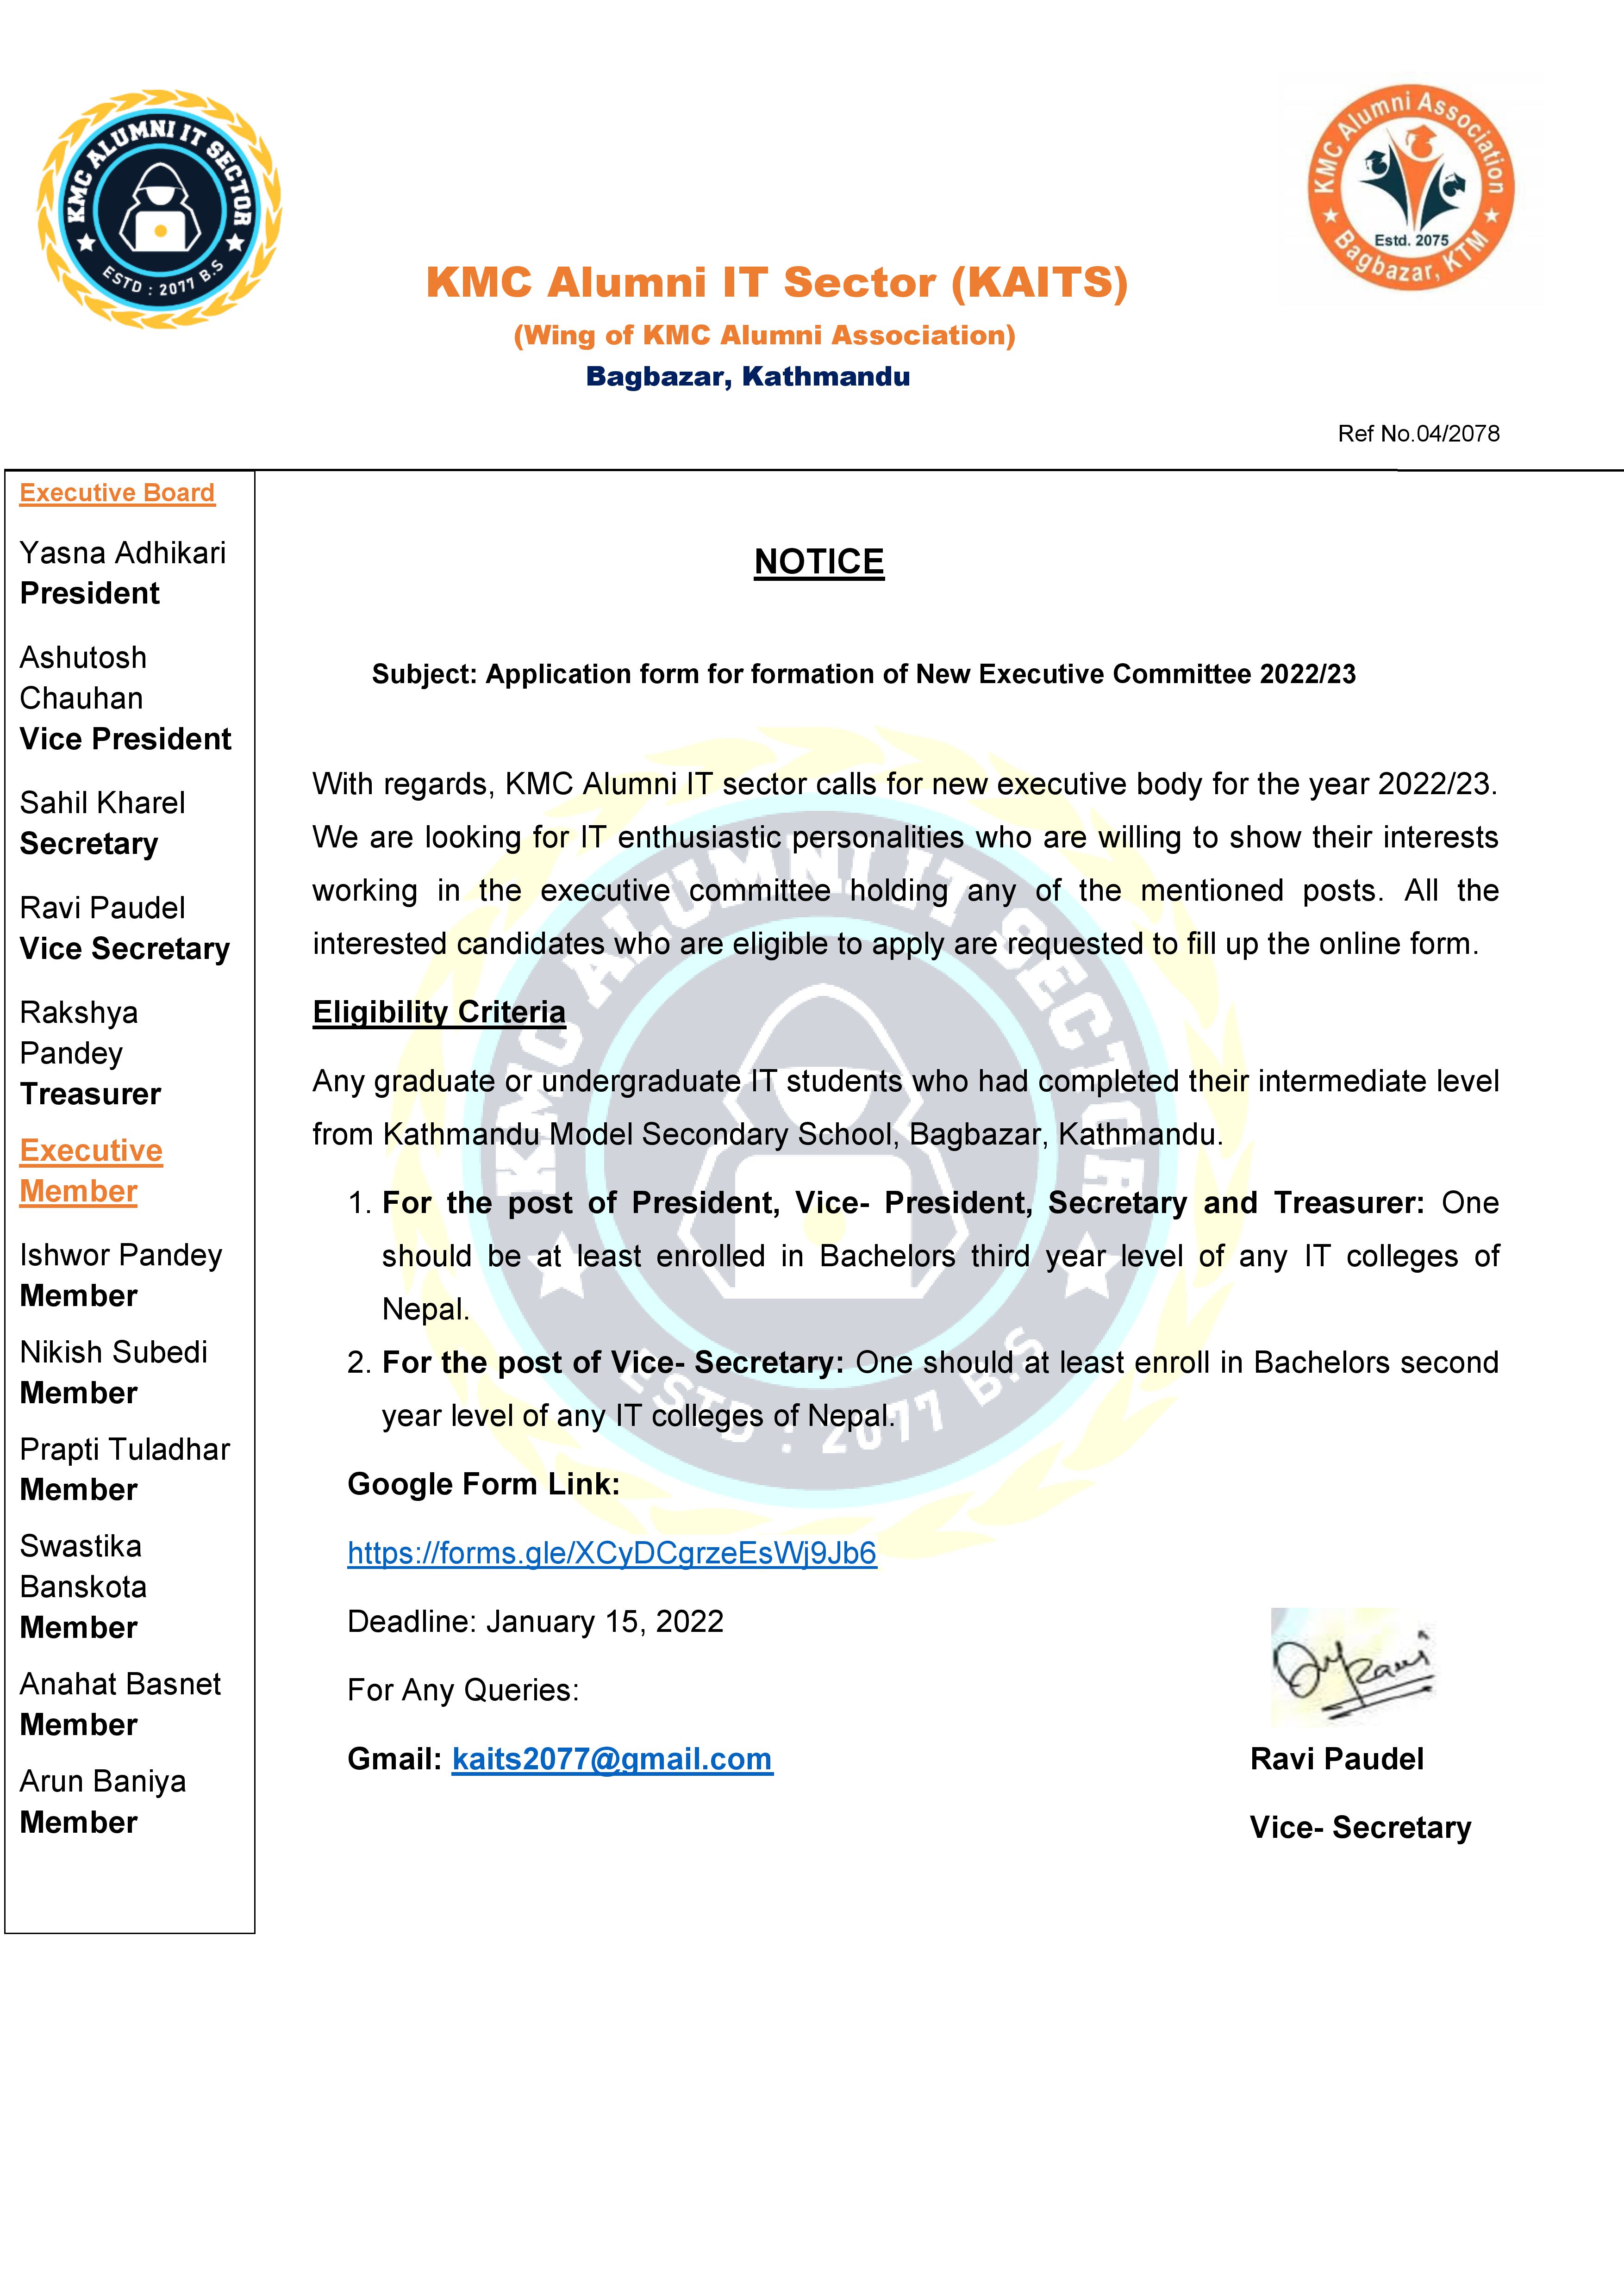 KMC ALUMNI IT SECTOR
ESTD : 2077 B.S
KMC Alumni Association
Estd. 2075
Bagbazar, KTM
KMC Alumni IT Sector (KAITS)
(Wing of KMC Alumni Association)
Bagbazar, Kathmandu
Ref No.04/2078
Executive Board
Yasna Adhikari
President
Ashutosh
Chauhan
Vice President
Sahil Kharel
Secretary
Ravi Paudel
Vice Secretary
Rakshya
Pandey
Treasurer
Executive
Member
Ishwor Pandey
Member
Nikish Subedi
Member
Prapti Tuladhar
Member
Swastika
Banskota
Member
Anahat Basnet
Member
Arun Baniya
Member
NOTICE
Subject: Application form for formation of New Executive Committee 2022/23
With regards, KMC Alumni IT sector calls for new executive body for the year 2022/23.
We are looking for IT enthusiastic personalities who are willing to show their interests
working in the executive committee holding any of the mentioned posts. All the
interested candidates who are eligible to apply are requested to fill up the online form.
Eligibility Criteria
Any graduate or undergraduate IT students who had completed their intermediate level
from Kathmandu Model Secondary School, Bagbazar, Kathmandu.
1. For the post of President, Vice- President, Secretary and Treasurer: One
should be at least enrolled in Bachelors third year level of any IT colleges of
Nepal.
2. For the post of Vice- Secretary: One should at least enroll in Bachelors second
year level of any IT colleges of Nepal.
Google Form Link:
https://forms.gle/XCyDCgrzeEsWj9Jb6
Deadline: January 15, 2022
For Any Queries:
Gmail: kaits2077@gmail.com
Ravi Paudel
Vice- Secretary
KMC ALUMNI IT SECTOR
ESTD : 2077 B.S